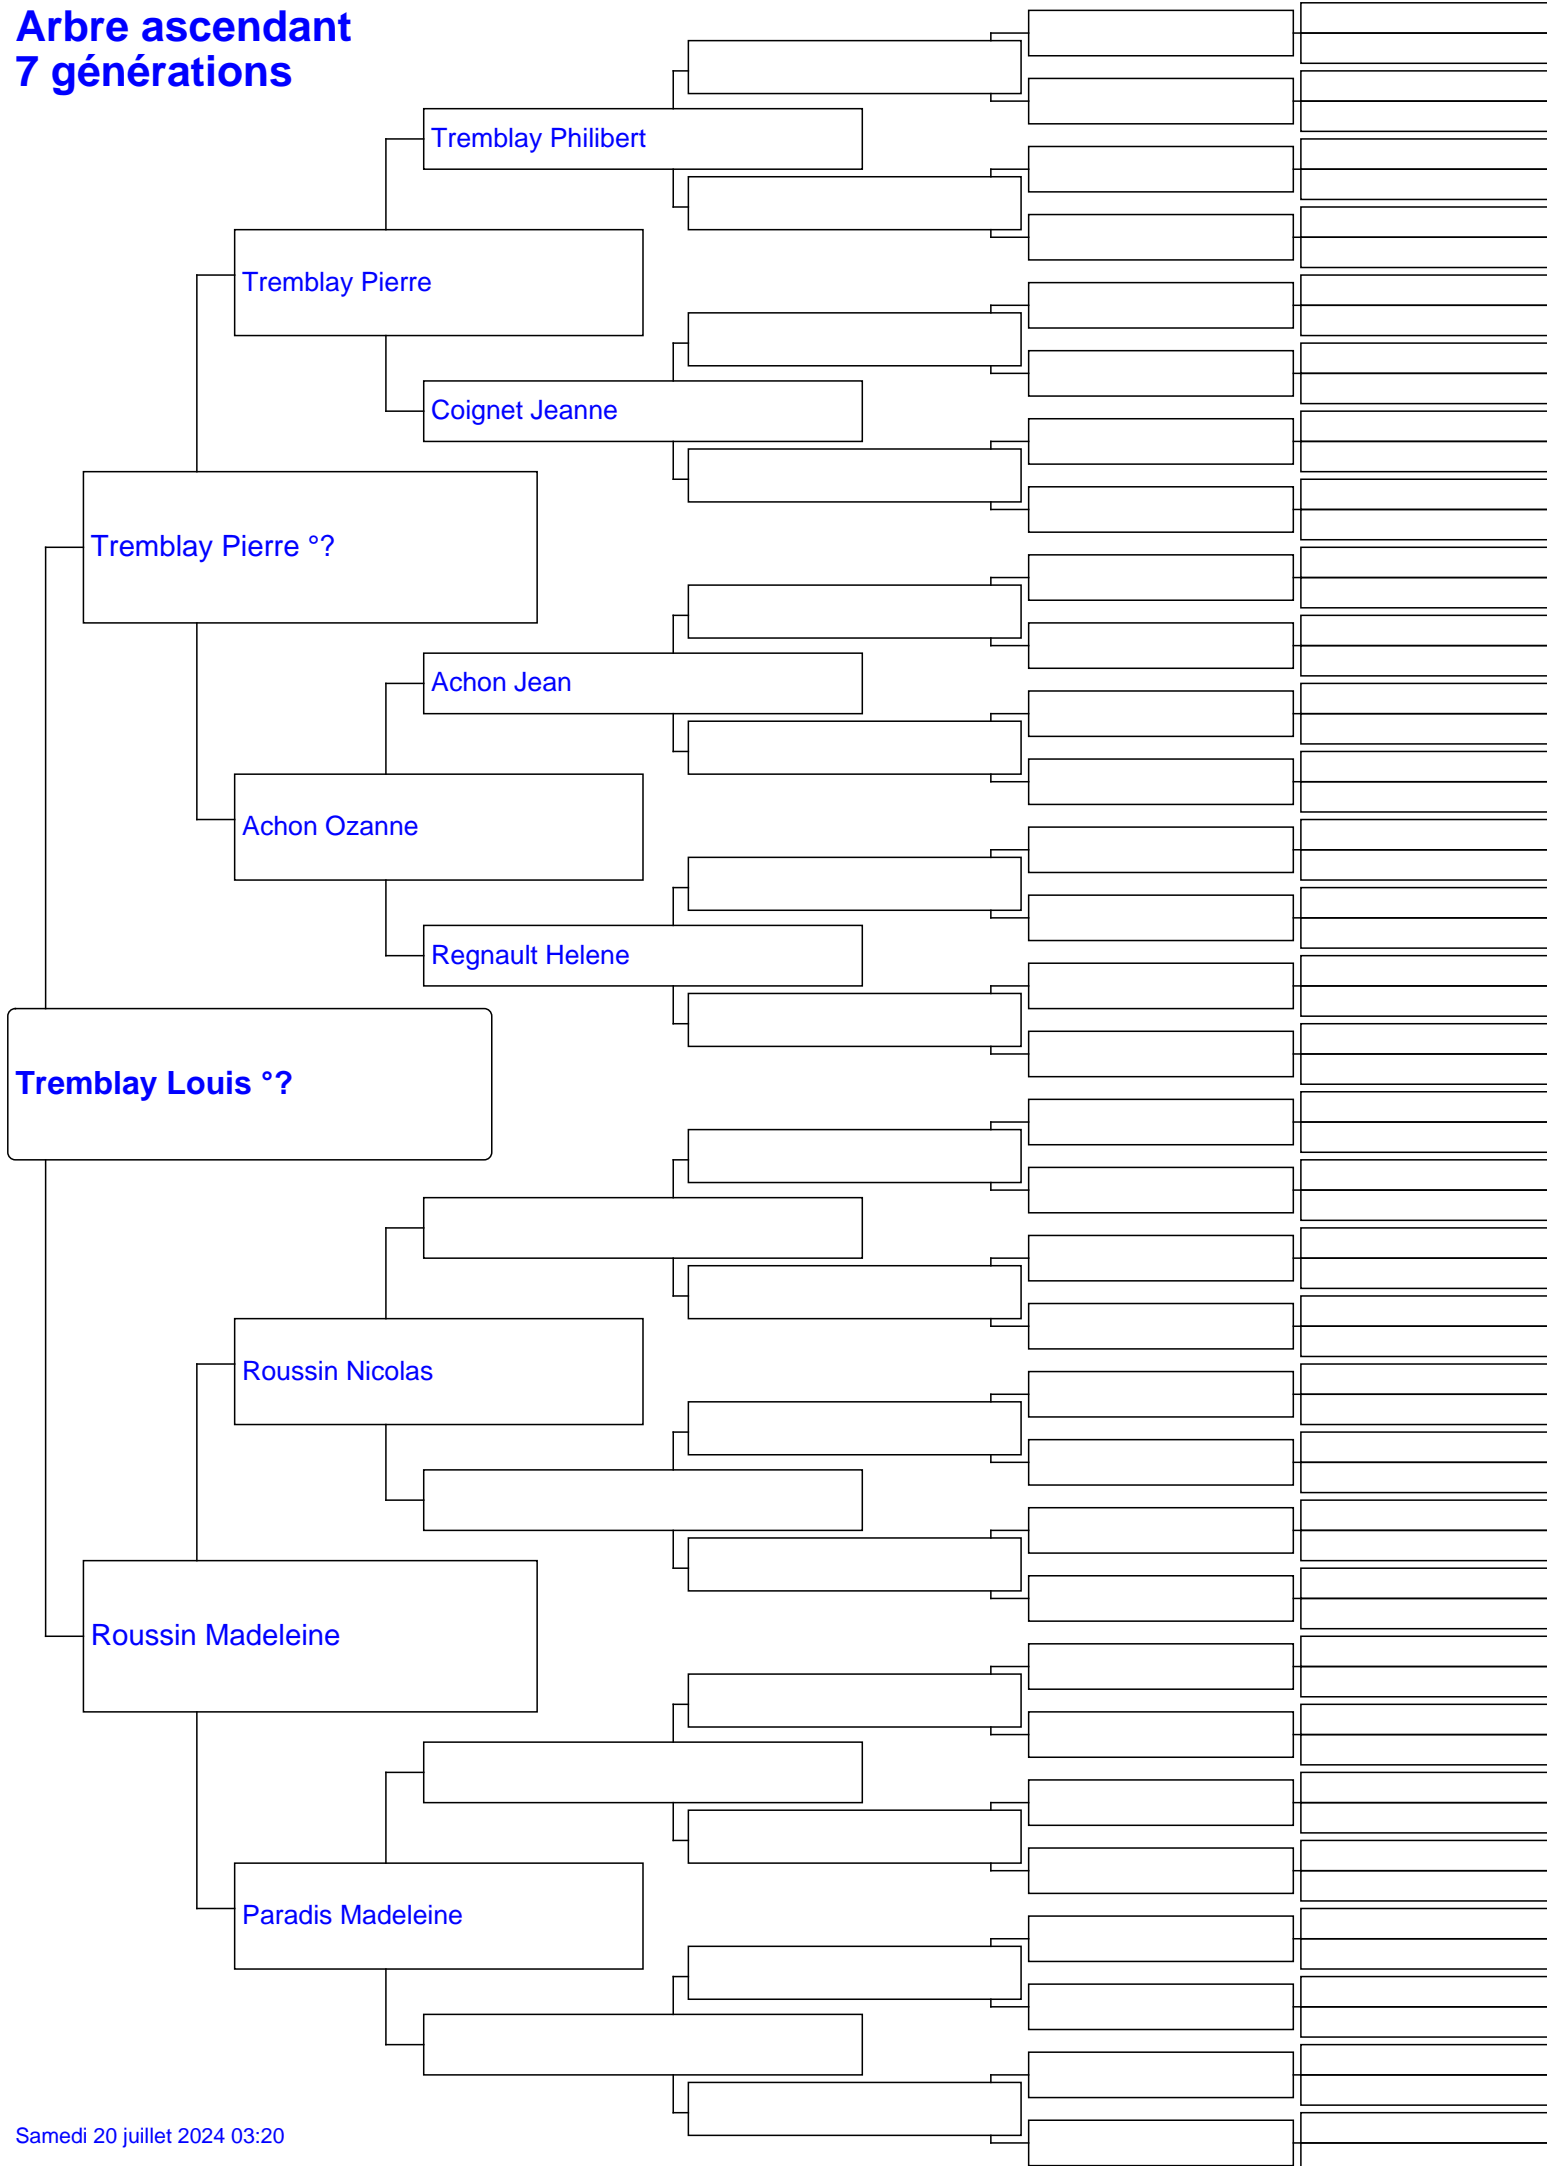 Arbre ascendant
7 générations
Tremblay Philibert
Tremblay Pierre
Coignet Jeanne
Tremblay Pierre °?
Achon Jean
Achon Ozanne
Regnault Helene
Tremblay Louis °?
Roussin Nicolas
Roussin Madeleine
Paradis Madeleine
Samedi 20 juillet 2024 03:20